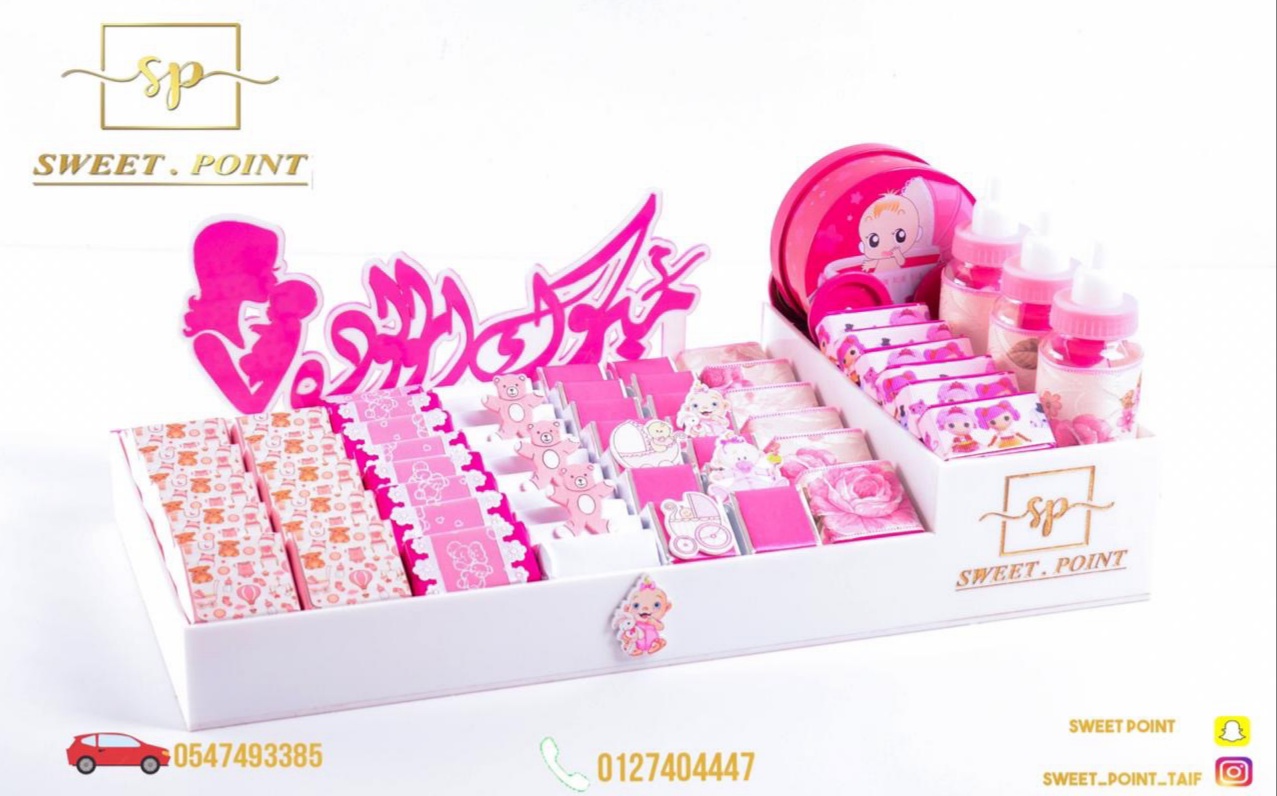 sp
SWEET . POINT
sp
SWEET . POINT
0547493385
0127404447
SWEET POINT
SWEET_POINT_TAIF